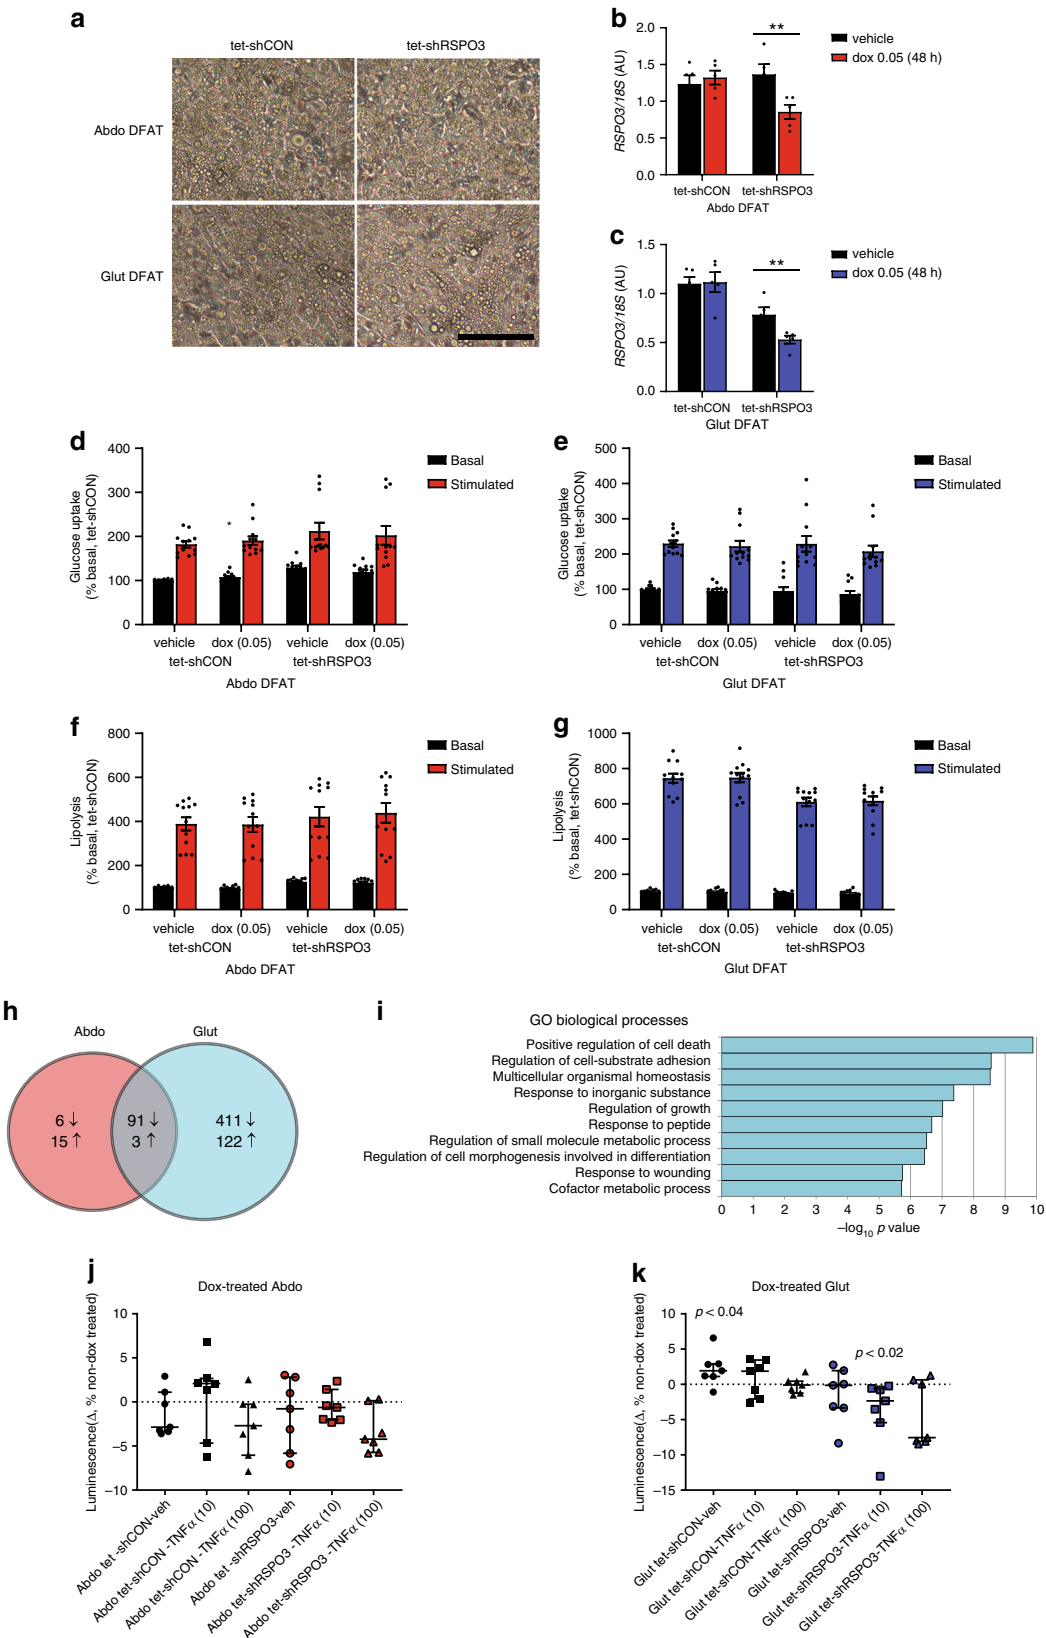 a
tet-shCON
tet-shRSPO3
Abdo DFAT
Glut DFAT
b
2.0
1.5
1.0
0.5
0.0
RSPO3/18S (AU)
**
vehicle
dox 0.05 (48 h)
tet-shCON
tet-shRSPO3
Abdo DFAT
c
1.5
1.0
0.5
0.0
RSPO3/18S (AU)
**
vehicle
dox 0.05 (48 h)
tet-shCON
tet-shRSPO3
Glut DFAT
d
400
300
200
100
0
Glucose uptake
(% basal, tet-shCON)
*
Basal
Stimulated
vehicle
dox (0.05)
vehicle
dox (0.05)
tet-shCON
tet-shRSPO3
Abdo DFAT
e
500
400
300
200
100
0
Glucose uptake
(% basal, tet-shCON)
Basal
Stimulated
vehicle
dox (0.05)
vehicle
dox (0.05)
tet-shCON
tet-shRSPO3
Glut DFAT
f
800
600
400
200
0
Lipolysis
(% basal, tet-shCON)
Basal
Stimulated
vehicle
dox (0.05)
vehicle
dox (0.05)
tet-shCON
tet-shRSPO3
Abdo DFAT
g
1000
800
600
400
200
0
Lipolysis
(% basal, tet-shCON)
Basal
Stimulated
vehicle
dox (0.05)
vehicle
dox (0.05)
tet-shCON
tet-shRSPO3
Glut DFAT
h
Abdo
Glut
6 ↓
91 ↓
411 ↓
15 ↑
3 ↑
122 ↑
i
GO biological processes
Positive regulation of cell death
Regulation of cell-substrate adhesion
Multicellular organismal homeostasis
Response to inorganic substance
Regulation of growth
Response to peptide
Regulation of small molecule metabolic process
Regulation of cell morphogenesis involved in differentiation
Response to wounding
Cofactor metabolic process
0 1 2 3 4 5 6 7 8 9 10
−log10 p value
j
Dox-treated Abdo
10
5
0
−5
−10
Luminescence(Δ, % non-dox treated)
Abdo tet -shCON-veh
Abdo tet-shCON -TNFα (10)
Abdo tet-shCON -TNFα (100)
Abdo tet -shRSPO3-veh
Abdo tet-shRSPO3 -TNFα (10)
Abdo tet-shRSPO3 -TNFα (100)
k
Dox-treated Glut
10
5
0
−5
−10
−15
Luminescence(Δ, % non-dox treated)
p < 0.04
p < 0.02
Glut tet-shCON-veh
Glut tet-shCON-TNFα (10)
Glut tet-shCON-TNFα (100)
Glut tet-shRSPO3-veh
Glut tet-shRSPO3-TNFα (10)
Glut tet-shRSPO3-TNFα (100)